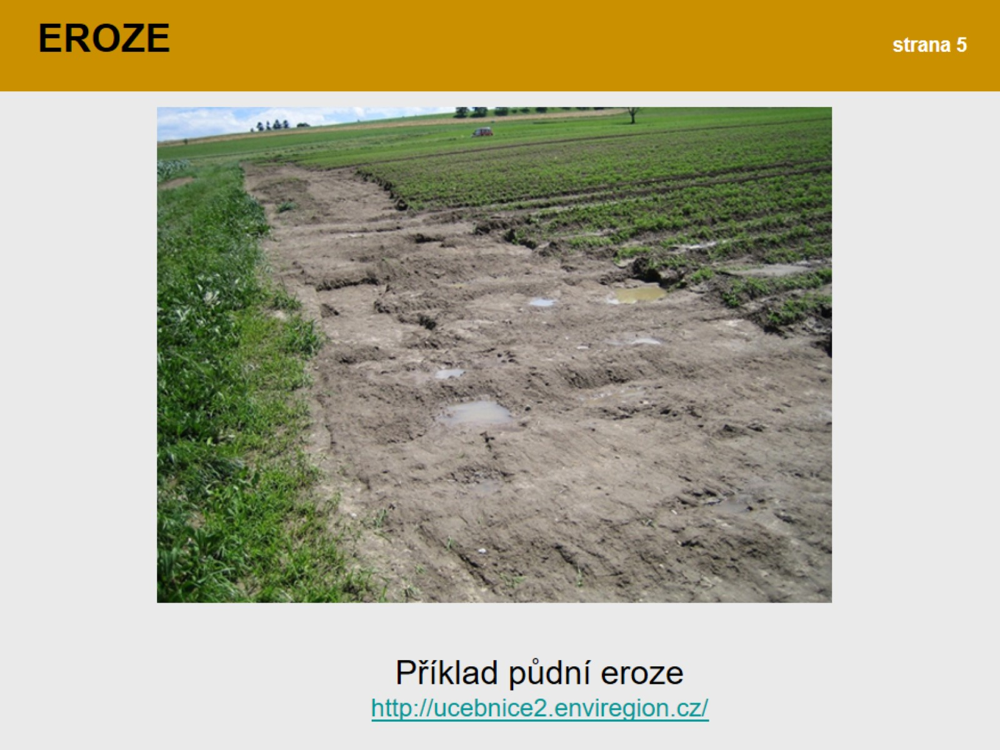 EROZE
strana 5
Příklad půdní eroze
http://ucebnice2.enviregion.cz/